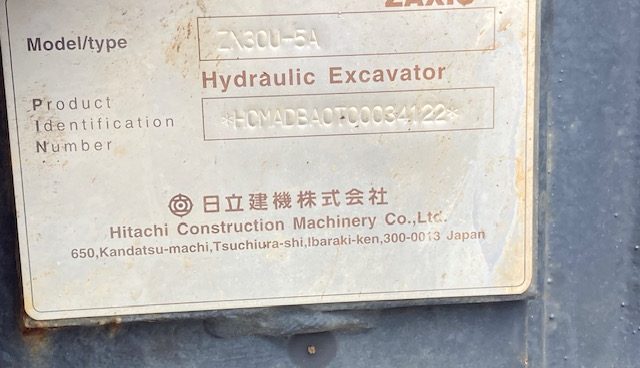 ZAXIS
Model/type ZX30U-5A
Hydraulic Excavator
Product
Identification
Number
*HCMADBA0T00034122*
日立建機株式会社
Hitachi Construction Machinery Co.,Ltd.
650,Kandatsu-machi,Tsuchiura-shi,Ibaraki-ken,300-0013 Japan